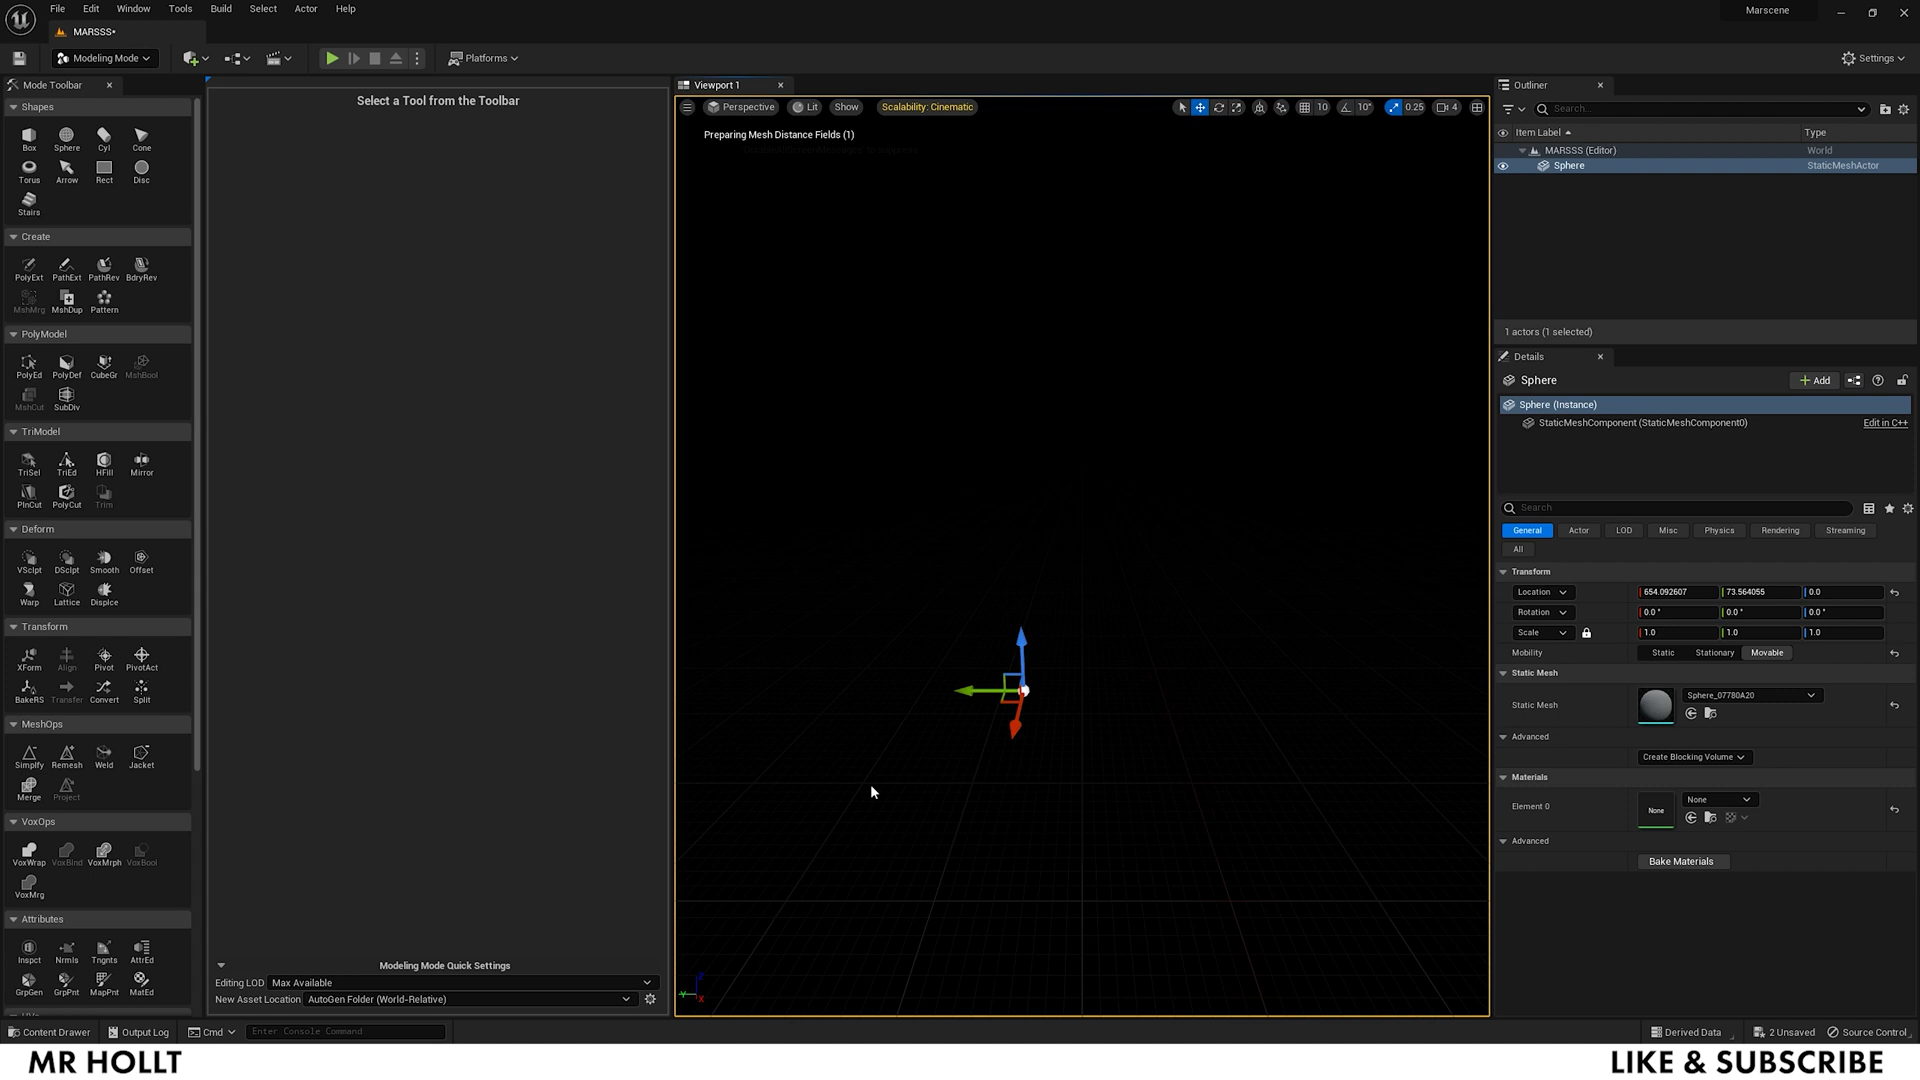 File Edit Window Tools Build Select Actor Help
Marscene
MARSSS•
Modeling Mode
Platforms
Settings
Mode Toolbar
Shapes
Box Sphere Cyl Cone
Torus Arrow Rect Disc
Stairs
Create
PolyExt PathExt PathRev BdryRev
MshMrg MshDup Pattern
PolyModel
PolyEd PolyDef CubeGr MshBool
MshCut SubDiv
TriModel
TriSel TriEd HFill Mirror
PlnCut PolyCut Trim
Deform
VSclpt DSclpt Smooth Offset
Warp Lattice Displce
Transform
XForm Align Pivot PivotAct
BakeRS Transfer Convert Split
MeshOps
Simplfy Remesh Weld Jacket
Merge Project
VoxOps
VoxWrap VoxBlnd VoxMrph VoxBool
VoxMrg
Attributes
Inspct Nrmls Tngnts AttrEd
GrpGen GrpPnt MapPnt MatEd
Select a Tool from the Toolbar
Modeling Mode Quick Settings
Editing LOD Max Available
New Asset Location AutoGen Folder (World-Relative)
Viewport 1
Perspective Lit Show Scalability: Cinematic 10 10° 0.25 4
Preparing Mesh Distance Fields (1)
Z
Y
X
Outliner
Search...
Item Label Type
MARSSS (Editor) World
Sphere StaticMeshActor
1 actors (1 selected)
Details
Sphere Add
Sphere (Instance)
StaticMeshComponent (StaticMeshComponent0) Edit in C++
Search
General Actor LOD Misc Physics Rendering Streaming
All
Transform
Location 654.092607 73.564055 0.0
Rotation 0.0 ° 0.0 ° 0.0 °
Scale 1.0 1.0 1.0
Mobility Static Stationary Movable
Static Mesh
Static Mesh Sphere_07780A20
Advanced
Create Blocking Volume
Materials
Element 0 None None
Advanced
Bake Materials
Content Drawer Output Log Cmd Enter Console Command Derived Data 2 Unsaved Source Control
MR HOLLT LIKE & SUBSCRIBE